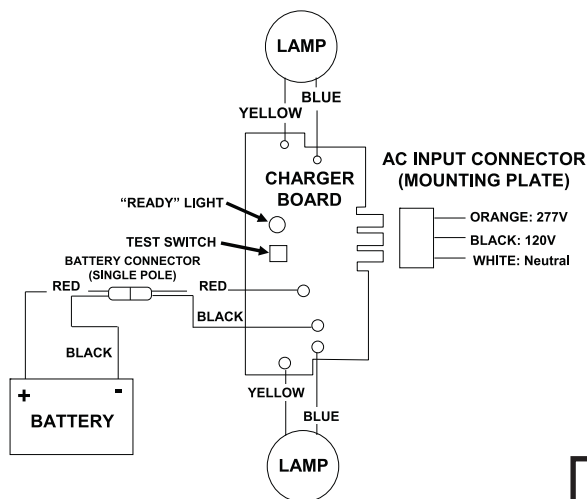 LAMP
BLUE
YELLOW
AC INPUT CONNECTOR
(MOUNTING PLATE)
CHARGER
BOARD
“READY” LIGHT
ORANGE: 277V
TEST SWITCH
BLACK: 120V
BATTERY CONNECTOR
(SINGLE POLE)
WHITE: Neutral
RED
RED
BLACK
BLACK
+ -
BATTERY
YELLOW
BLUE
LAMP